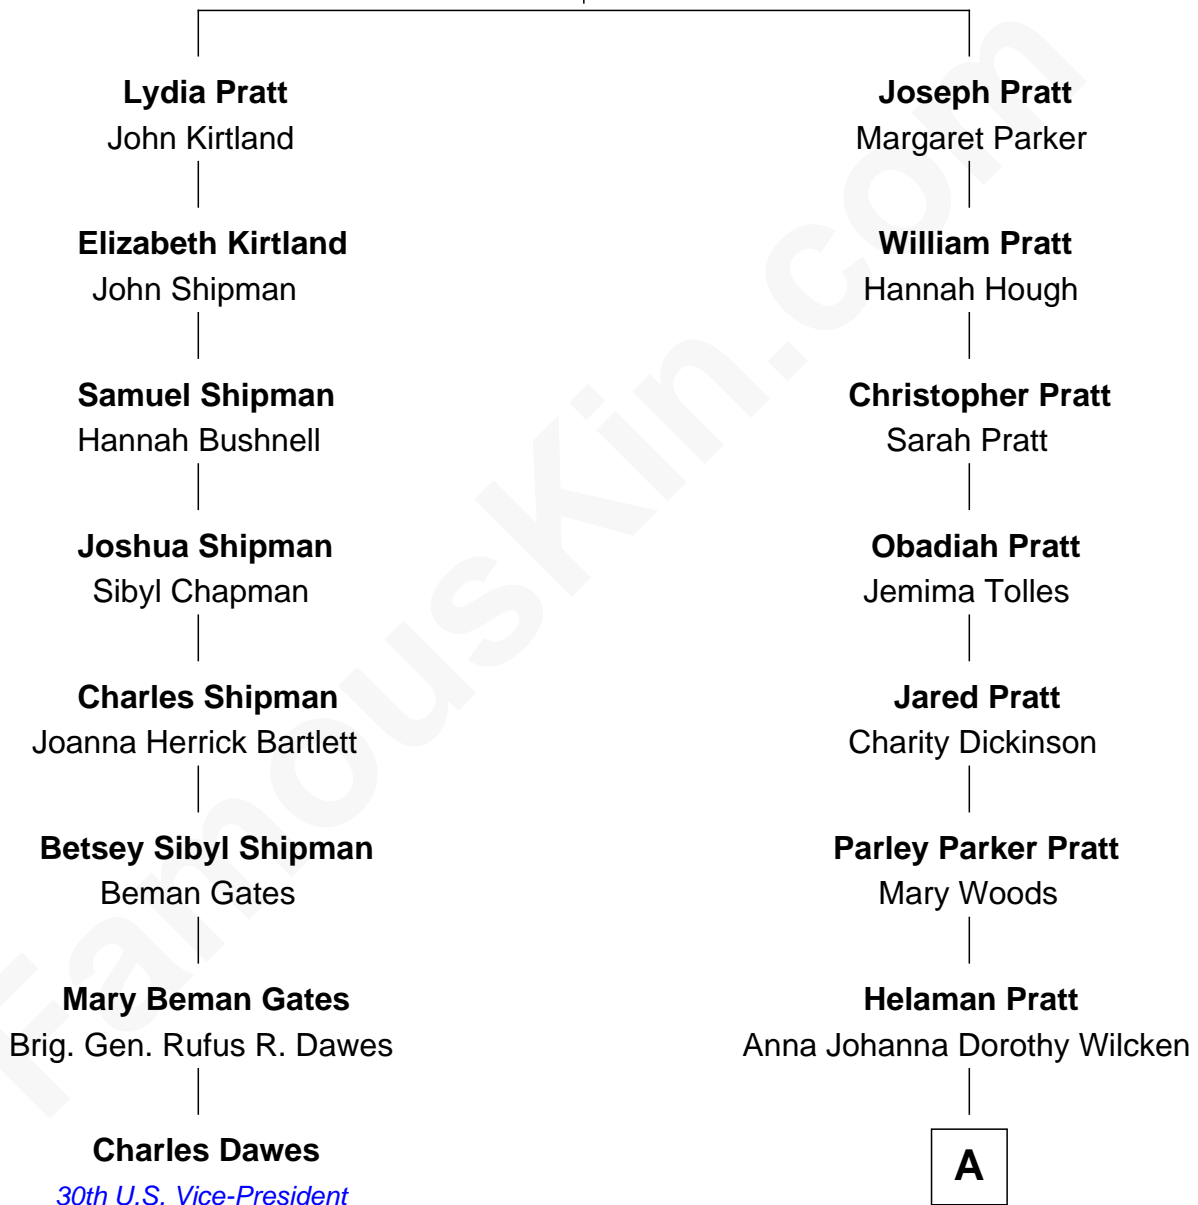 Lydia Pratt
John Kirtland
Joseph Pratt
Margaret Parker
Elizabeth Kirtland
John Shipman
William Pratt
Hannah Hough
Samuel Shipman
Hannah Bushnell
Christopher Pratt
Sarah Pratt
Joshua Shipman
Sibyl Chapman
Obadiah Pratt
Jemima Tolles
Charles Shipman
Joanna Herrick Bartlett
Jared Pratt
Charity Dickinson
Betsey Sibyl Shipman
Beman Gates
Parley Parker Pratt
Mary Woods
Mary Beman Gates
Brig. Gen. Rufus R. Dawes
Helaman Pratt
Anna Johanna Dorothy Wilcken
Charles Dawes
30th U.S. Vice-President
A
FamousKin.com